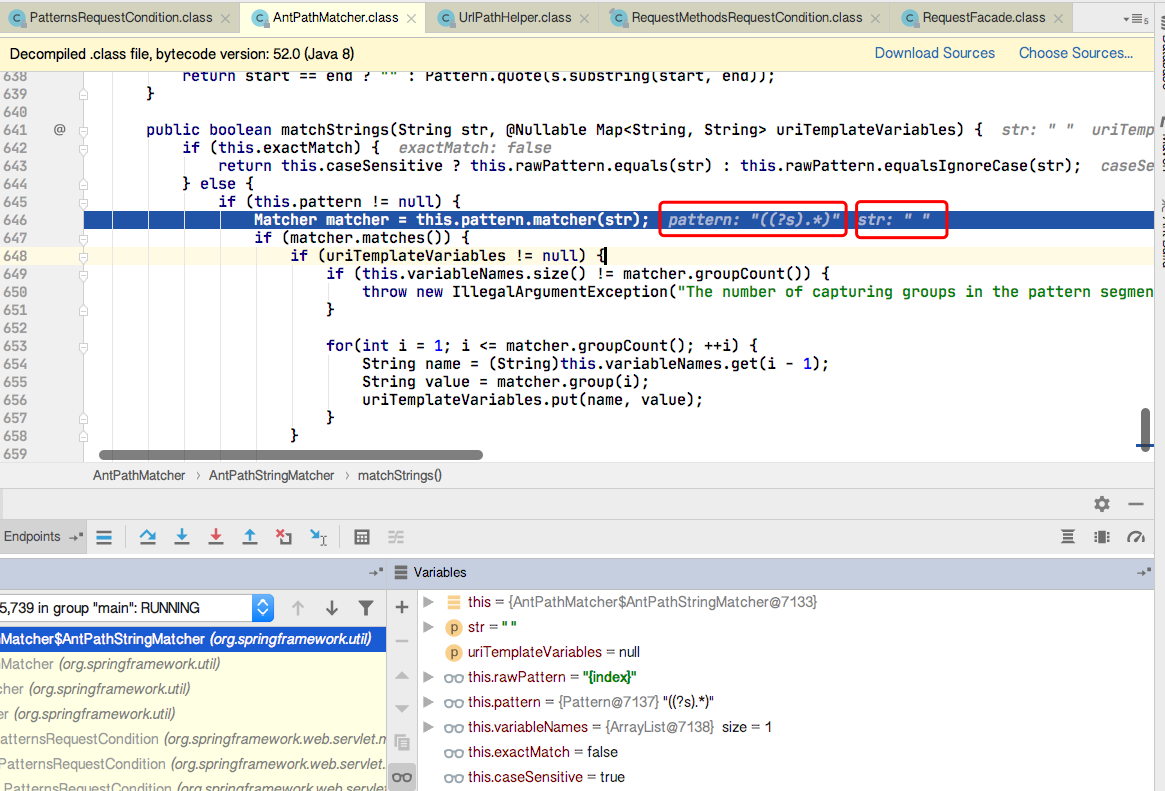 PatternsRequestCondition.class AntPathMatcher.class UrlPathHelper.class RequestMethodsRequestCondition.class RequestFacade.class
Decompiled .class file, bytecode version: 52.0 (Java 8) Download Sources Choose Sources...
638 return start == end ? "" : Pattern.quote(s.substring(start, end));
639 }
640
641 @ public boolean matchStrings(String str, @Nullable Map<String, String> uriTemplateVariables) { str: " " uriTemp
642 if (this.exactMatch) { exactMatch: false
643 return this.caseSensitive ? this.rawPattern.equals(str) : this.rawPattern.equalsIgnoreCase(str); caseSe
644 } else {
645 if (this.pattern != null) {
646 Matcher matcher = this.pattern.matcher(str); pattern: "((?s).*)" str: " "
647 if (matcher.matches()) {
648 if (uriTemplateVariables != null) {
649 if (this.variableNames.size() != matcher.groupCount()) {
650 throw new IllegalArgumentException("The number of capturing groups in the pattern segmen
651 }
652
653 for(int i = 1; i <= matcher.groupCount(); ++i) {
654 String name = (String)this.variableNames.get(i - 1);
655 String value = matcher.group(i);
656 uriTemplateVariables.put(name, value);
657 }
658 }
659
AntPathMatcher › AntPathStringMatcher › matchStrings()
Endpoints
Variables
5,739 in group "main": RUNNING
Matcher$AntPathStringMatcher (org.springframework.util)
Matcher (org.springframework.util)
cher (org.springframework.util)
er (org.springframework.util)
atternsRequestCondition (org.springframework.web.servlet.m
PatternsRequestCondition (org.springframework.web.servlet.
PatternsRequestCondition (org.springframework.web.servlet
this = {AntPathMatcher$AntPathStringMatcher@7133}
str = " "
uriTemplateVariables = null
this.rawPattern = "{index}"
this.pattern = {Pattern@7137} "((?s).*)"
this.variableNames = {ArrayList@7138} size = 1
this.exactMatch = false
this.caseSensitive = true